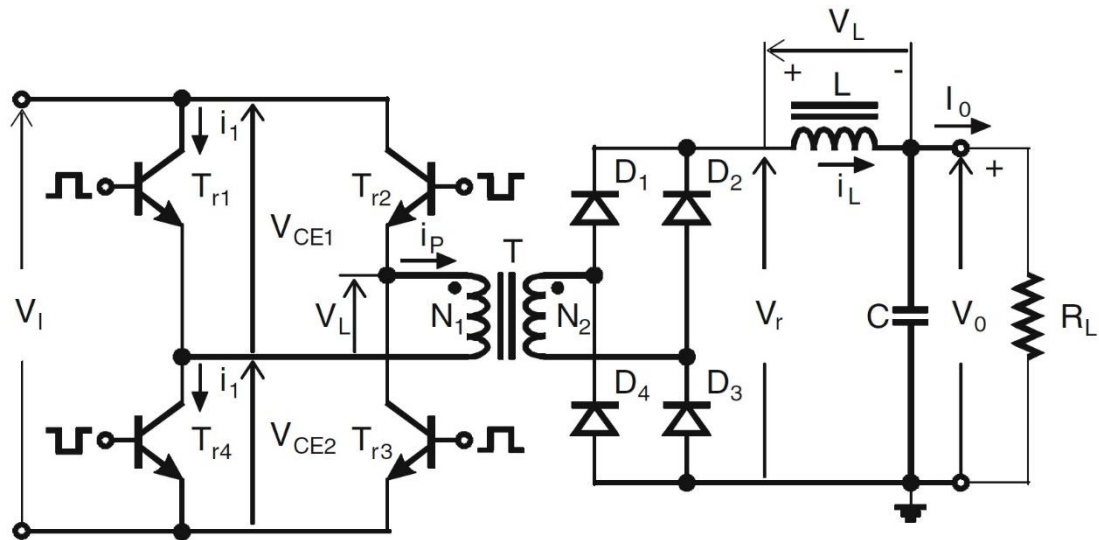 V_L
+ -
L
I_0
i_1
i_L
+
T_r1
T_r2
D_1
D_2
V_CE1
i_P
T
V_I
V_L
N_1
N_2
V_r
C
V_0
R_L
i_1
D_4
D_3
T_r4
V_CE2
T_r3